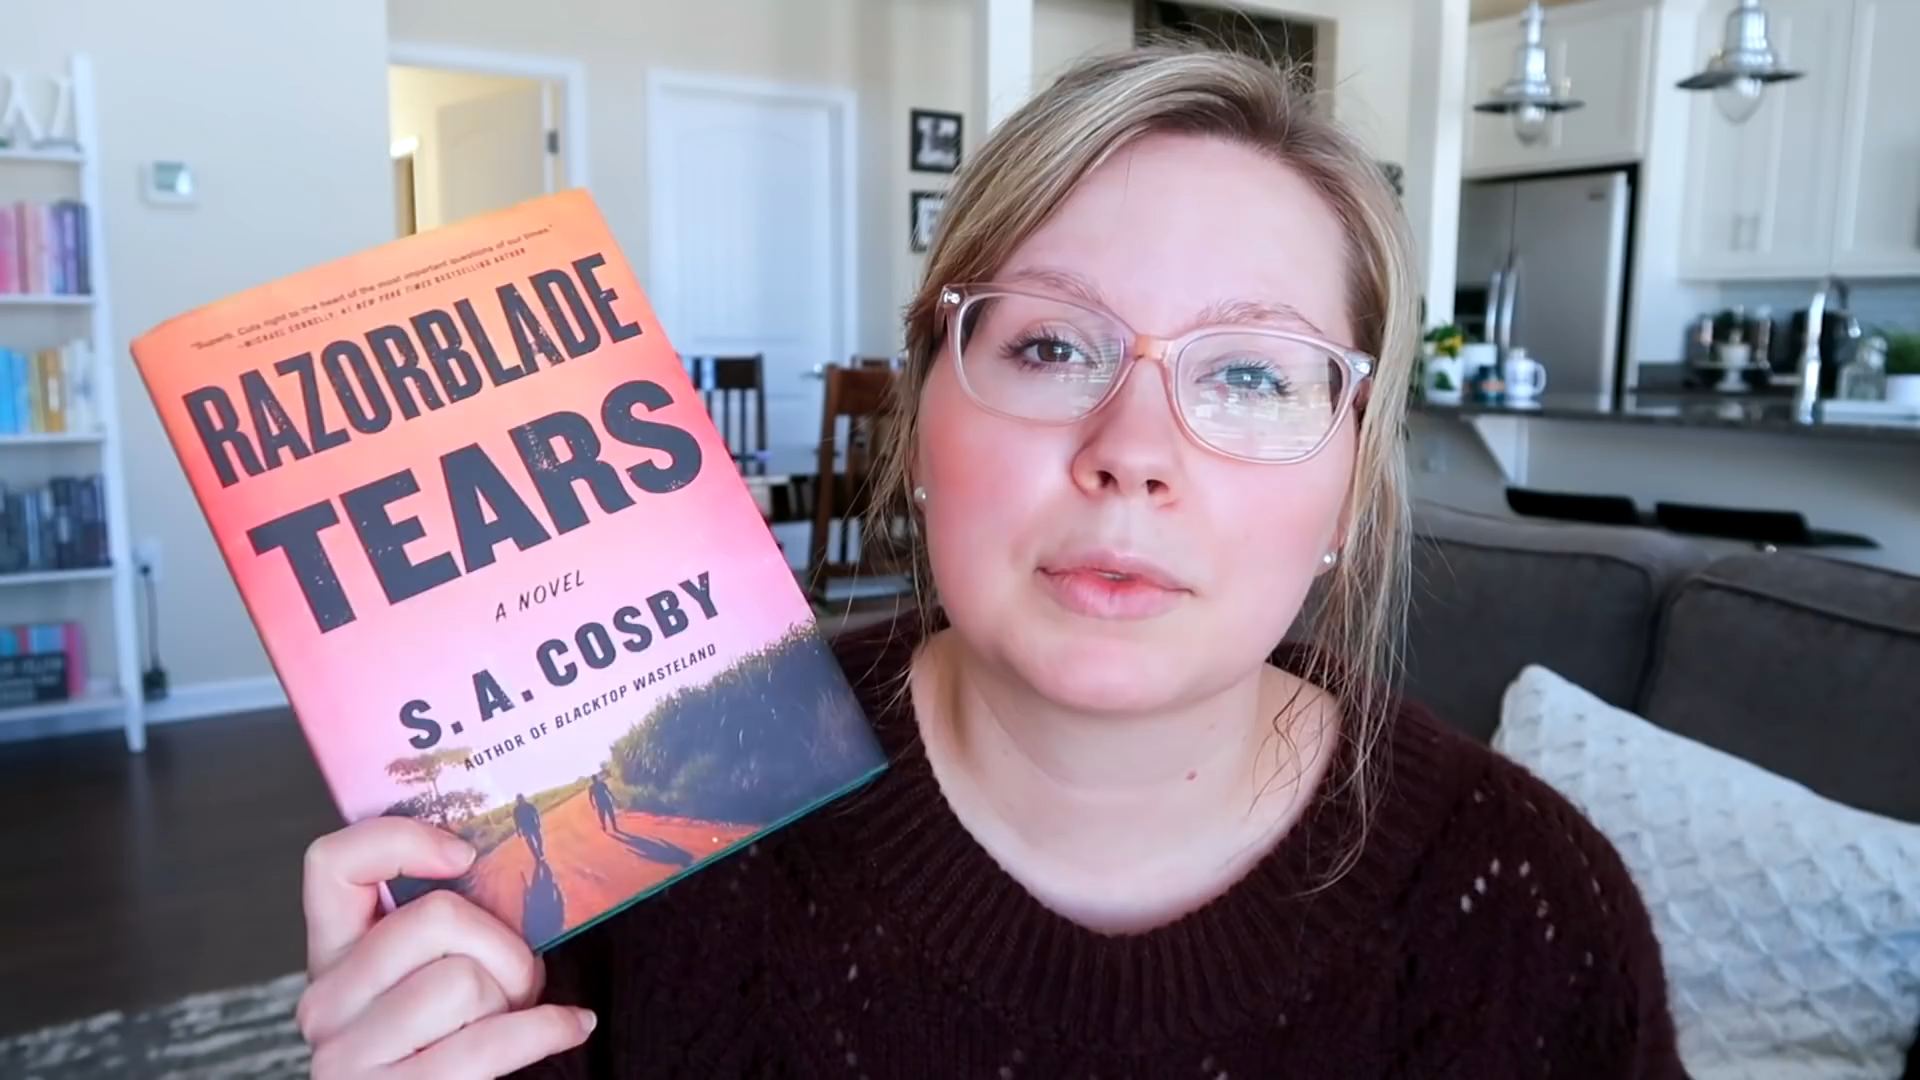 "Superb. Cuts right to the heart of the most important questions of our times."
—MICHAEL CONNELLY, #1 NEW YORK TIMES BESTSELLING AUTHOR
RAZORBLADE
TEARS
A NOVEL
S. A. COSBY
AUTHOR OF BLACKTOP WASTELAND